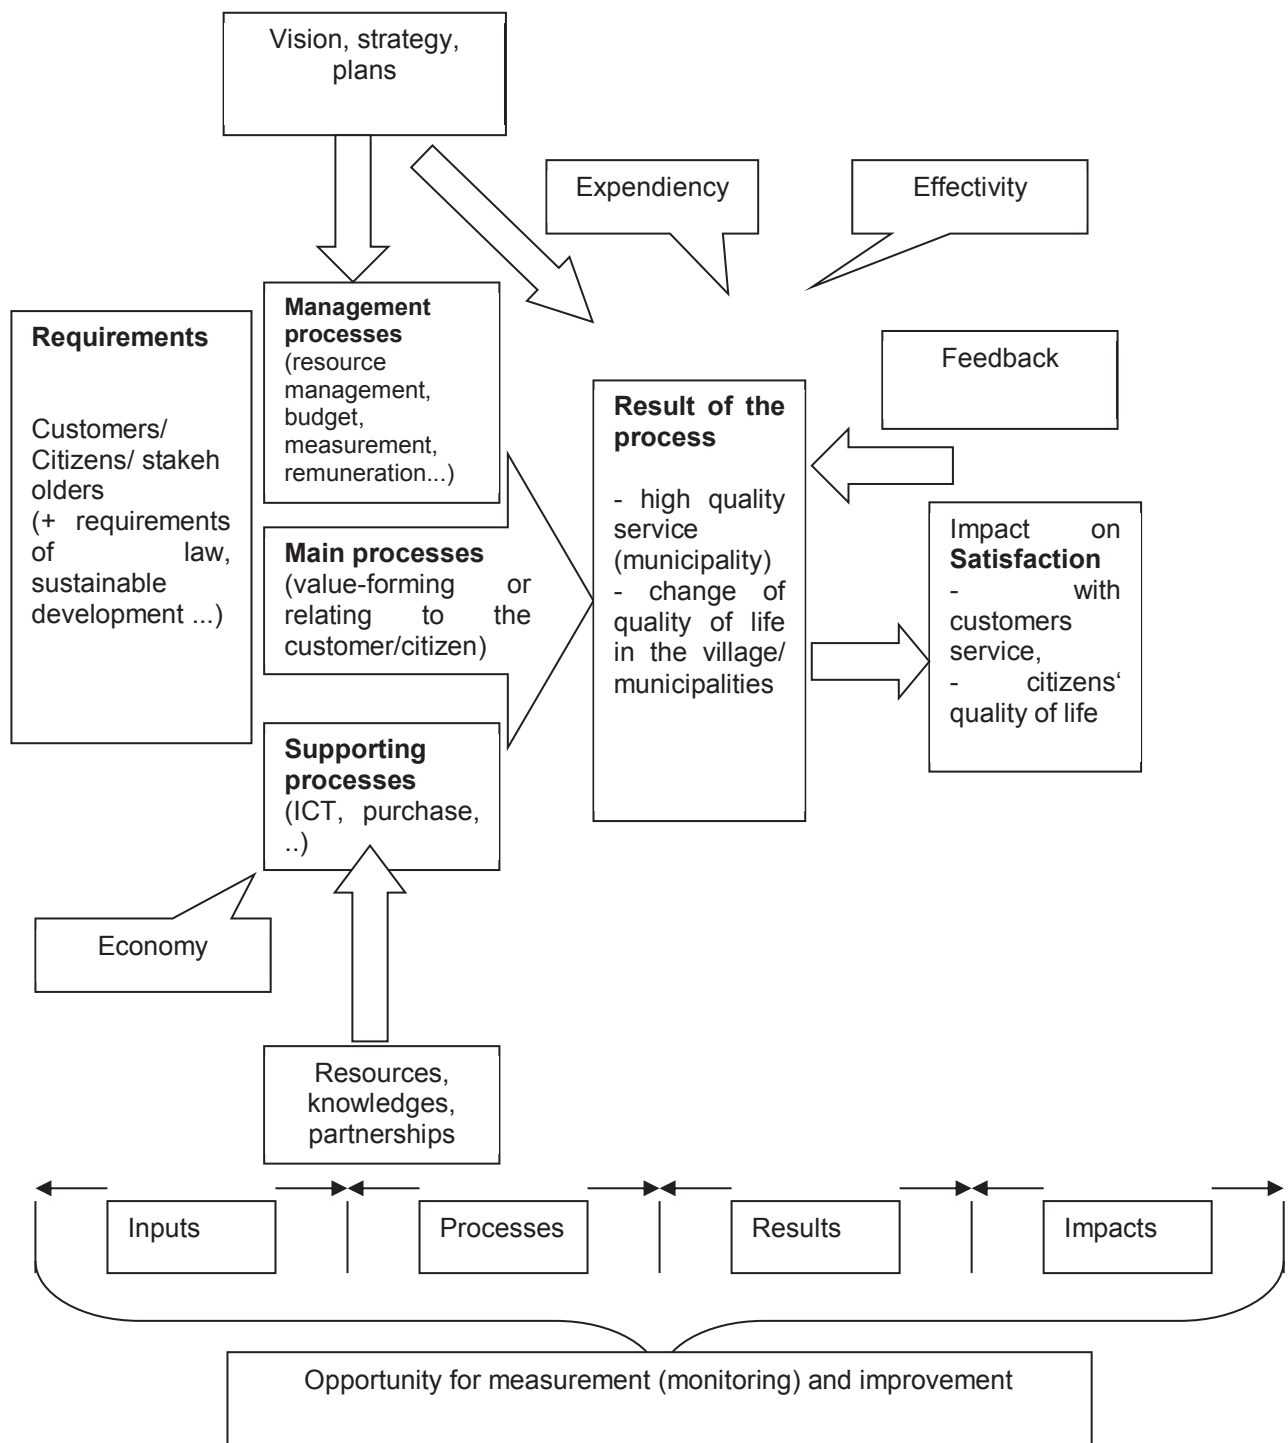 Vision, strategy,
plans
Expendiency
Effectivity
Requirements
Customers/
Citizens/ stakeh
olders
(+ requirements
of law,
sustainable
development ...)
Management
processes
(resource
management,
budget,
measurement,
remuneration...)
Main processes
(value-forming or
relating to the
customer/citizen)
Supporting
processes
(ICT, purchase,
..)
Result of the
process
- high quality
service
(municipality)
- change of
quality of life
in the village/
municipalities
Feedback
Impact on
Satisfaction
- with
customers
service,
- citizens‘
quality of life
Economy
Resources,
knowledges,
partnerships
Inputs
Processes
Results
Impacts
Opportunity for measurement (monitoring) and improvement